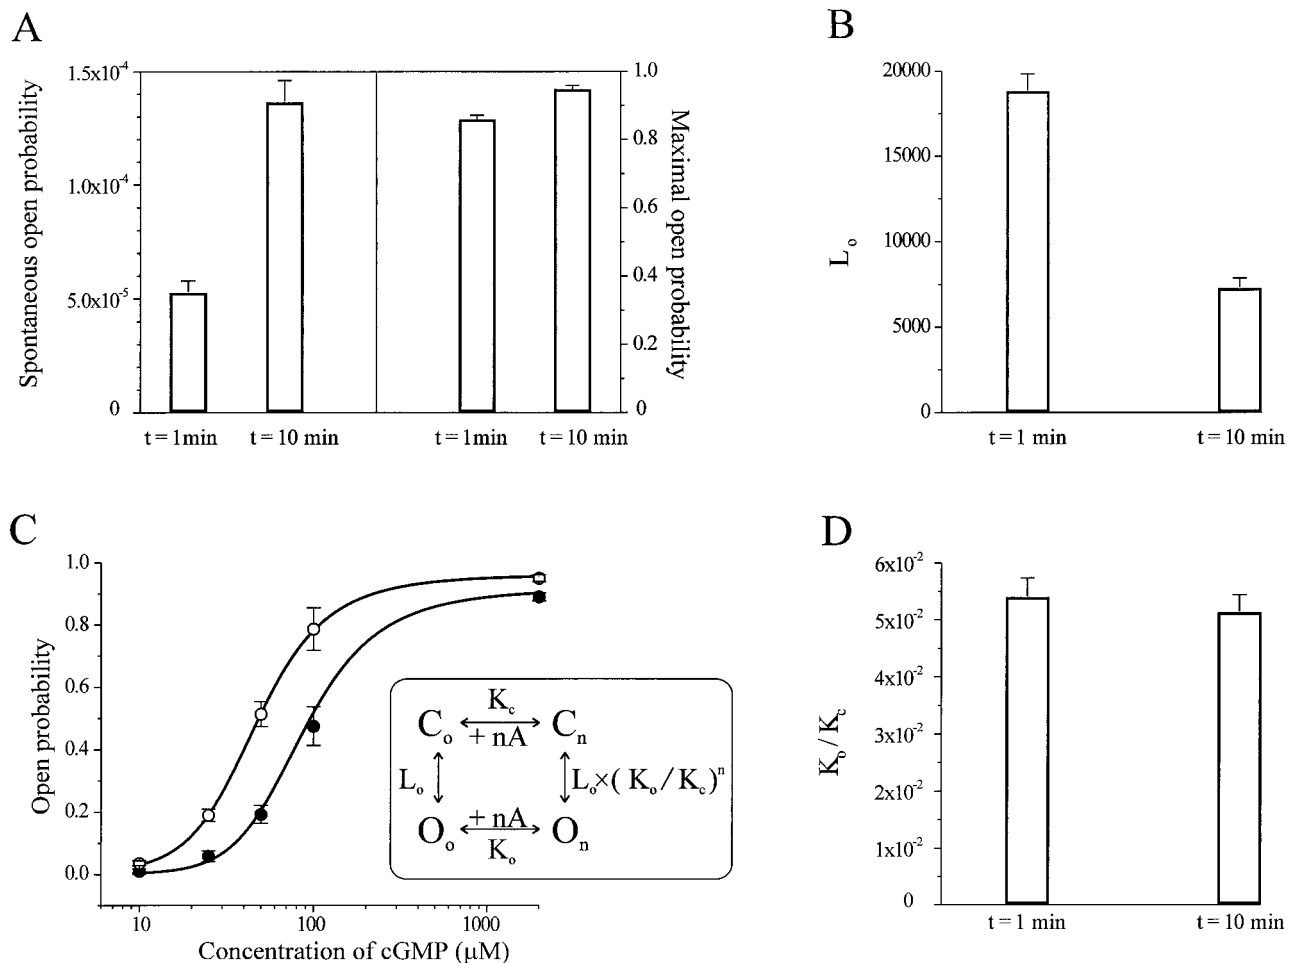 A
Spontaneous open probability
1.5x10-4
1.0x10-4
5.0x10-5
0
1.0
0.8
0.6
0.4
0.2
0
Maximal open probability
t = 1min
t = 10 min
t = 1min
t = 10 min
B
Lo
20000
15000
10000
5000
0
t = 1 min
t = 10 min
C
Open probability
1.0
0.8
0.6
0.4
0.2
0.0
10
100
1000
Concentration of cGMP (μM)
Kc
Co
+ nA
Cn
Lo
Lo×( Ko / Kc)n
+ nA
Oo
On
Ko
D
Ko / Kc
6x10-2
5x10-2
4x10-2
3x10-2
2x10-2
1x10-2
0
t = 1 min
t = 10 min